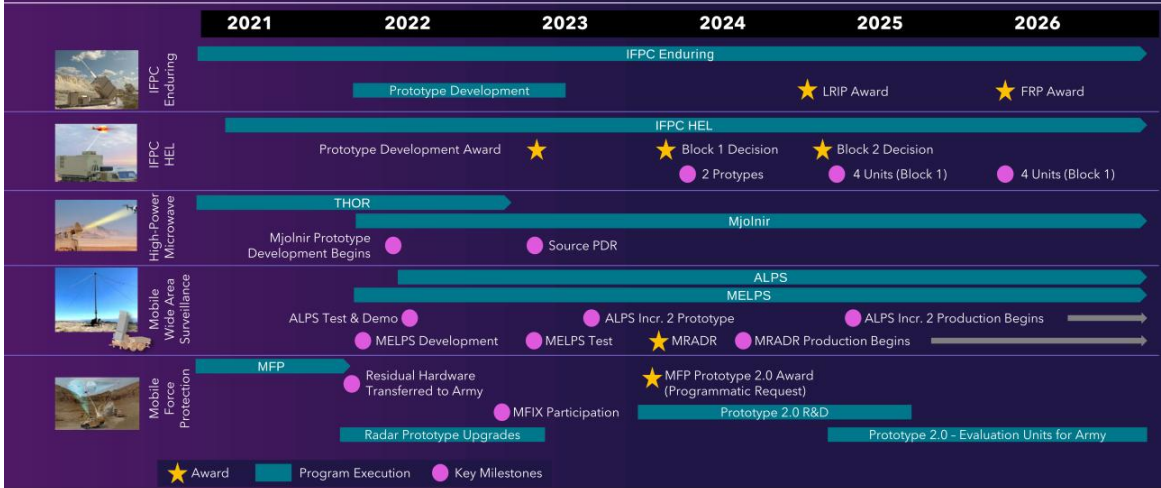 2021 2022 2023 2024 2025 2026
IFPC
Enduring
IFPC Enduring
Prototype Development
LRIP Award
FRP Award
IFPC
HEL
IFPC HEL
Prototype Development Award
Block 1 Decision
Block 2 Decision
2 Protypes
4 Units (Block 1)
4 Units (Block 1)
High-Power
Microwave
THOR
Mjolnir
Mjolnir Prototype
Development Begins
Source PDR
Mobile
Wide Area
Surveillance
ALPS
MELPS
ALPS Test & Demo
ALPS Incr. 2 Prototype
ALPS Incr. 2 Production Begins
MELPS Development
MELPS Test
MRADR
MRADR Production Begins
Mobile
Force
Protection
MFP
Residual Hardware
Transferred to Army
MFP Prototype 2.0 Award
(Programmatic Request)
MFIX Participation
Prototype 2.0 R&D
Radar Prototype Upgrades
Prototype 2.0 – Evaluation Units for Army
Award
Program Execution
Key Milestones